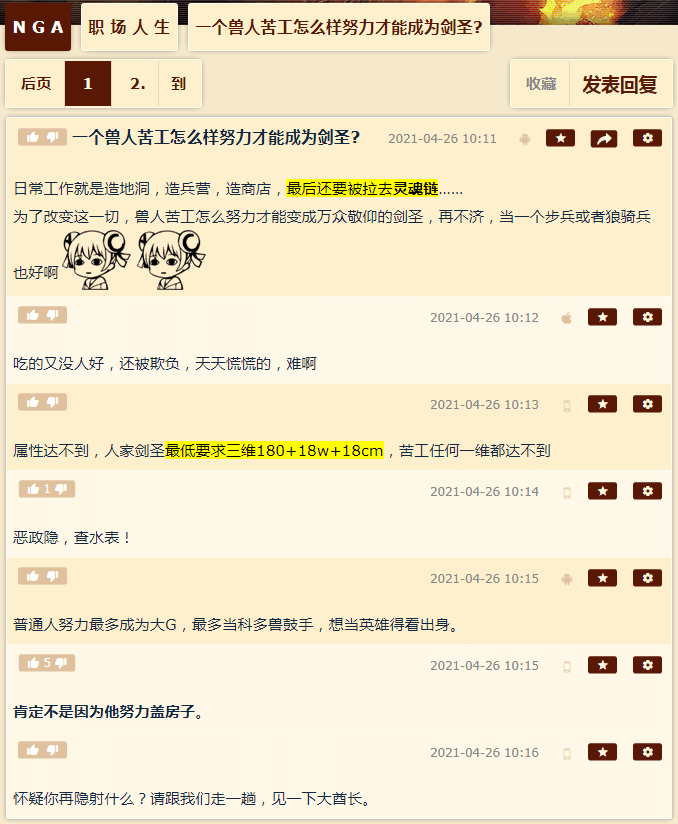 NGA 职场人生 一个兽人苦工怎么样努力才能成为剑圣?
后页 1 2. 到 收藏 发表回复
一个兽人苦工怎么样努力才能成为剑圣? 2021-04-26 10:11
日常工作就是造地洞，造兵营，造商店，最后还要被拉去灵魂链……
为了改变这一切，兽人苦工怎么努力才能变成万众敬仰的剑圣，再不济，当一个步兵或者狼骑兵
也好啊
2021-04-26 10:12
吃的又没人好，还被欺负，天天慌慌的，难啊
2021-04-26 10:13
属性达不到，人家剑圣最低要求三维180+18w+18cm，苦工任何一维都达不到
1 2021-04-26 10:14
恶政隐，查水表！
2021-04-26 10:15
普通人努力最多成为大G，最多当科多兽鼓手，想当英雄得看出身。
5 2021-04-26 10:15
肯定不是因为他努力盖房子。
2021-04-26 10:16
怀疑你再隐射什么？请跟我们走一趟，见一下大酋长。